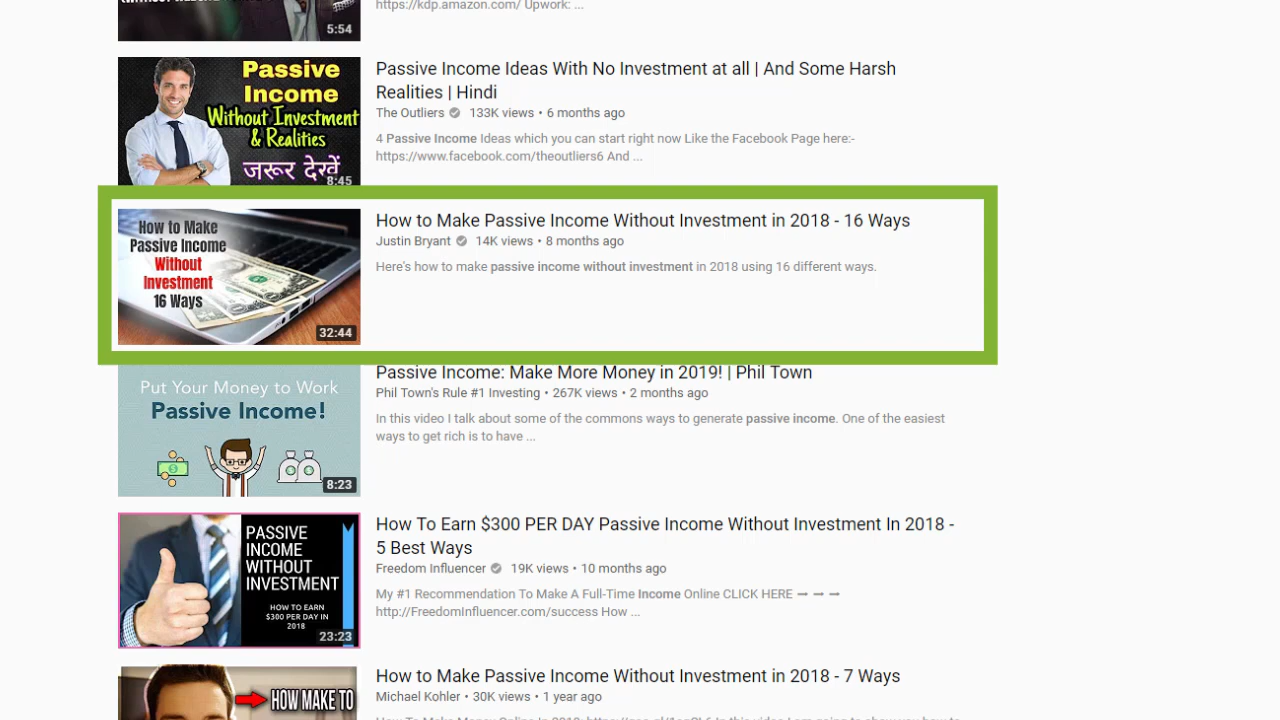 https://kdp.amazon.com/ Upwork: ...
5:54
Passive
Income
Without Investment
& Realities
जरूर देखें
8:45
Passive Income Ideas With No Investment at all | And Some Harsh
Realities | Hindi
The Outliers 133K views • 6 months ago
4 Passive Income Ideas which you can start right now Like the Facebook Page here:-
https://www.facebook.com/theoutliers6 And ...
How to Make
Passive Income
Without
Investment
16 Ways
32:44
How to Make Passive Income Without Investment in 2018 - 16 Ways
Justin Bryant 14K views • 8 months ago
Here's how to make passive income without investment in 2018 using 16 different ways.
Put Your Money to Work
Passive Income!
8:23
Passive Income: Make More Money in 2019! | Phil Town
Phil Town's Rule #1 Investing • 267K views • 2 months ago
In this video I talk about some of the commons ways to generate passive income. One of the easiest
ways to get rich is to have ...
PASSIVE
INCOME
WITHOUT
INVESTMENT
HOW TO EARN
$300 PER DAY IN
2018
23:23
How To Earn $300 PER DAY Passive Income Without Investment In 2018 -
5 Best Ways
Freedom Influencer 19K views • 10 months ago
My #1 Recommendation To Make A Full-Time Income Online CLICK HERE ➞ ➞ ➞
http://FreedomInfluencer.com/success How ...
HOW MAKE TO
How to Make Passive Income Without Investment in 2018 - 7 Ways
Michael Kohler • 30K views • 1 year ago